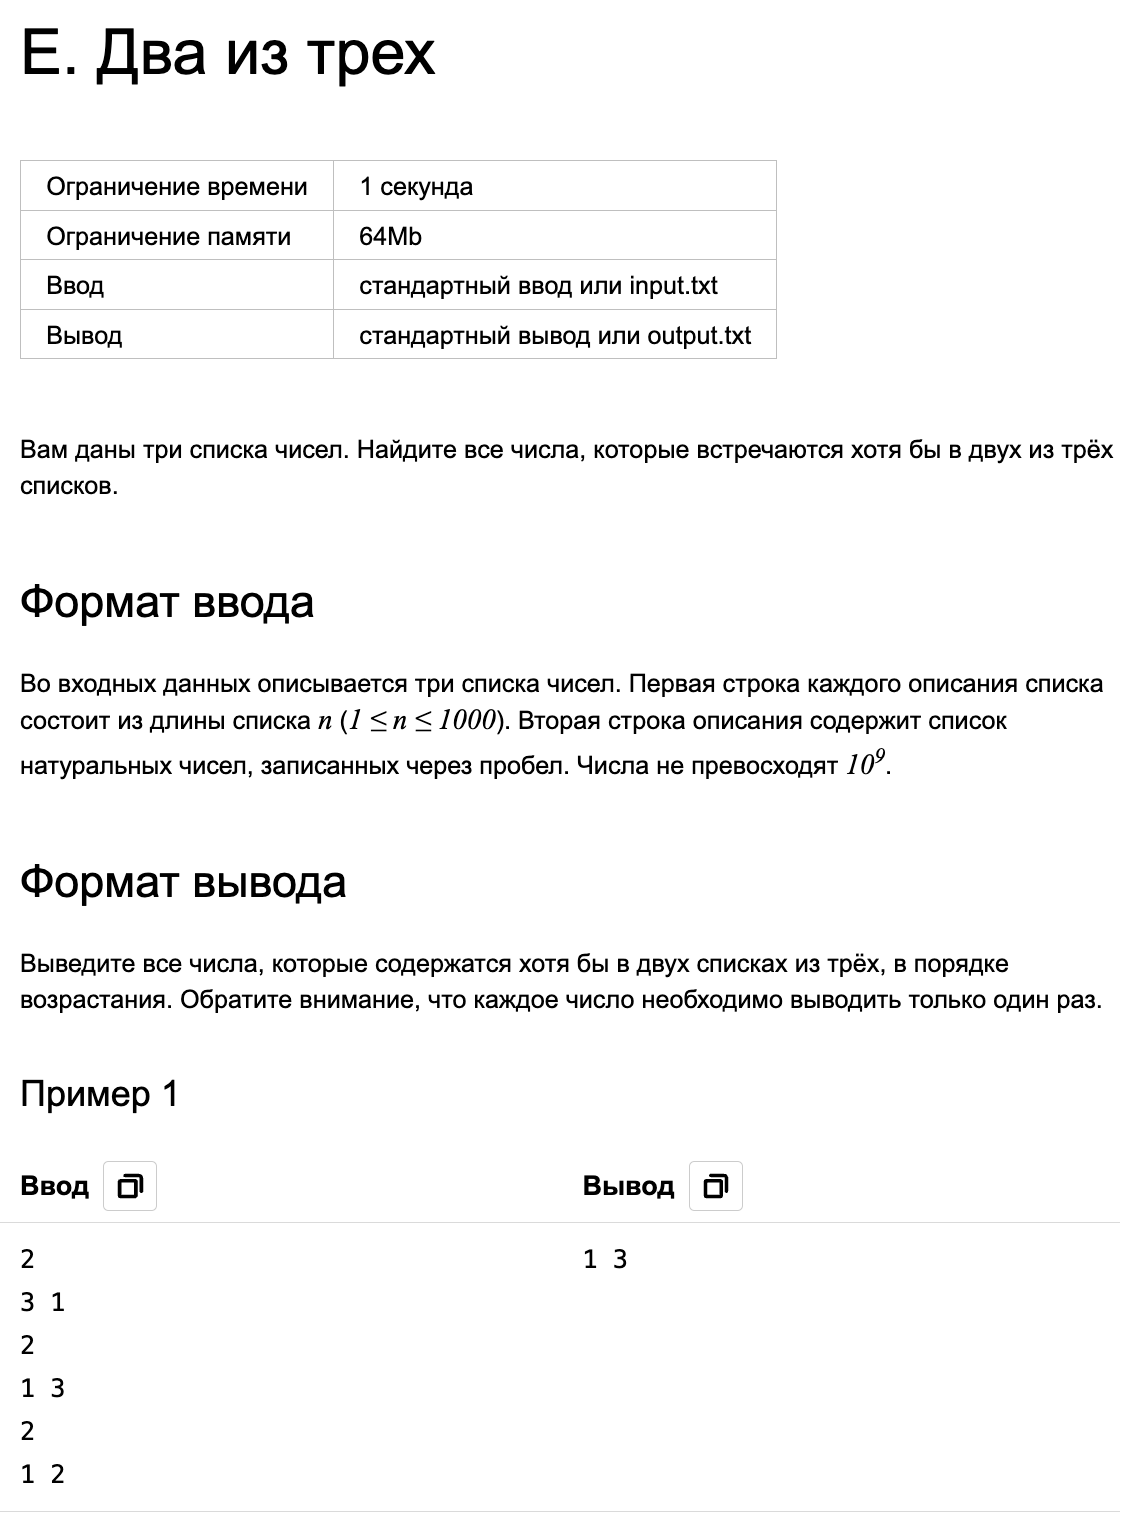 E. Два из трех
Ограничение времени 1 секунда
Ограничение памяти 64Mb
Ввод стандартный ввод или input.txt
Вывод стандартный вывод или output.txt
Вам даны три списка чисел. Найдите все числа, которые встречаются хотя бы в двух из трёх
списков.
Формат ввода
Во входных данных описывается три списка чисел. Первая строка каждого описания списка
состоит из длины списка n (1 ≤ n ≤ 1000). Вторая строка описания содержит список
натуральных чисел, записанных через пробел. Числа не превосходят 10⁹.
Формат вывода
Выведите все числа, которые содержатся хотя бы в двух списках из трёх, в порядке
возрастания. Обратите внимание, что каждое число необходимо выводить только один раз.
Пример 1
Ввод Вывод
2 1 3
3 1
2
1 3
2
1 2